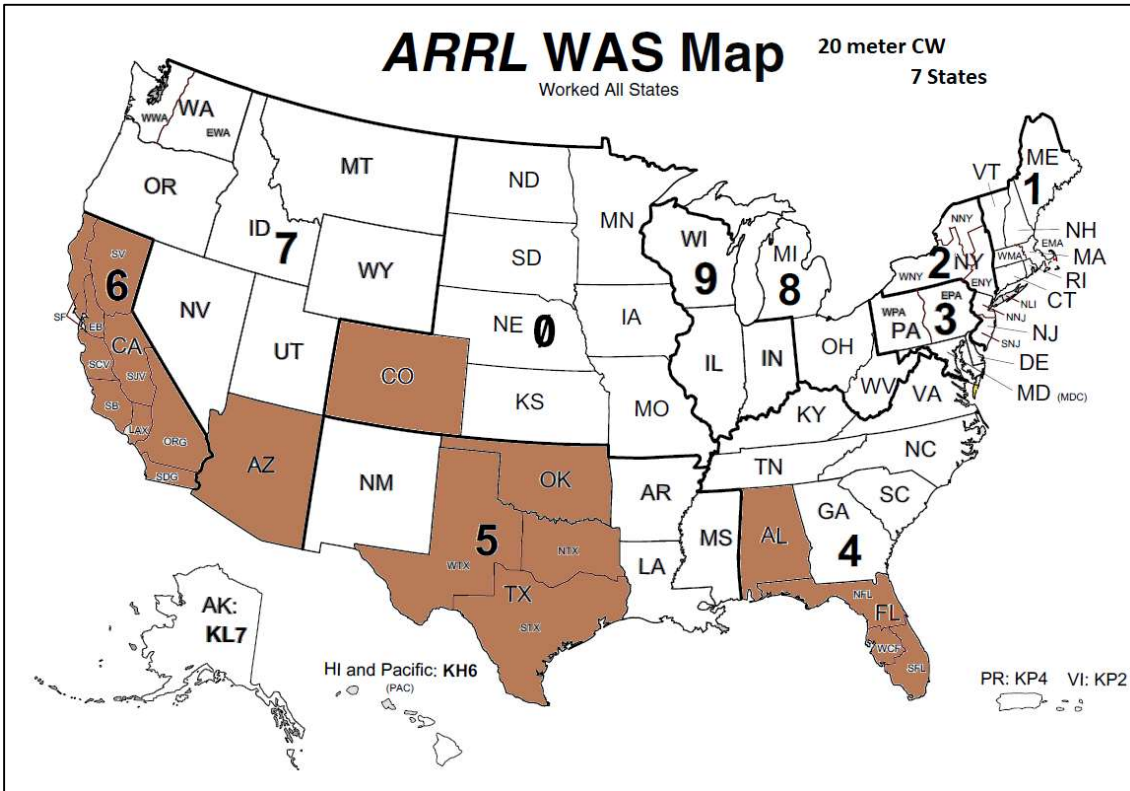 ARRL WAS Map
20 meter CW
7 States
Worked All States
WWA
WA
EWA
MT
ND
MN
VT
ME
1
OR
ID
7
SD
WI
9
MI
8
NNY
2
NY
WNY
ENY
NH
EMA
WMA
MA
RI
CT
NLI
NNJ
NJ
SNJ
WY
NE
0
IA
WPA
PA
EPA
3
DE
MD (MDC)
SV
6
NV
UT
CO
KS
MO
IL
IN
OH
WV
VA
KY
SF
EB
CA
SCV
SJV
SB
LAX
ORG
SDG
AZ
NM
OK
AR
TN
NC
SC
5
WTX
NTX
TX
STX
LA
MS
AL
GA
4
NFL
FL
WCF
SFL
AK:
KL7
HI and Pacific: KH6
(PAC)
PR: KP4 VI: KP2